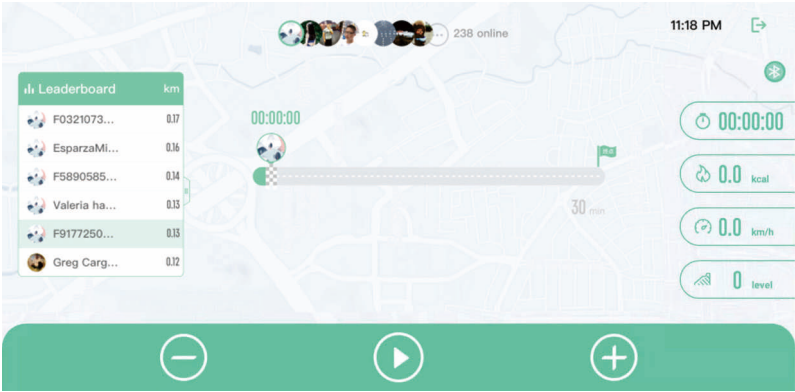 238 online
11:18 PM
Leaderboard km
F0321073... 0.17
EsparzaMi... 0.16
F5890585... 0.14
Valeria ha... 0.13
F9177250... 0.13
Greg Carg... 0.12
00:00:00
30 min
00:00:00
0.0 kcal
0.0 km/h
0 level